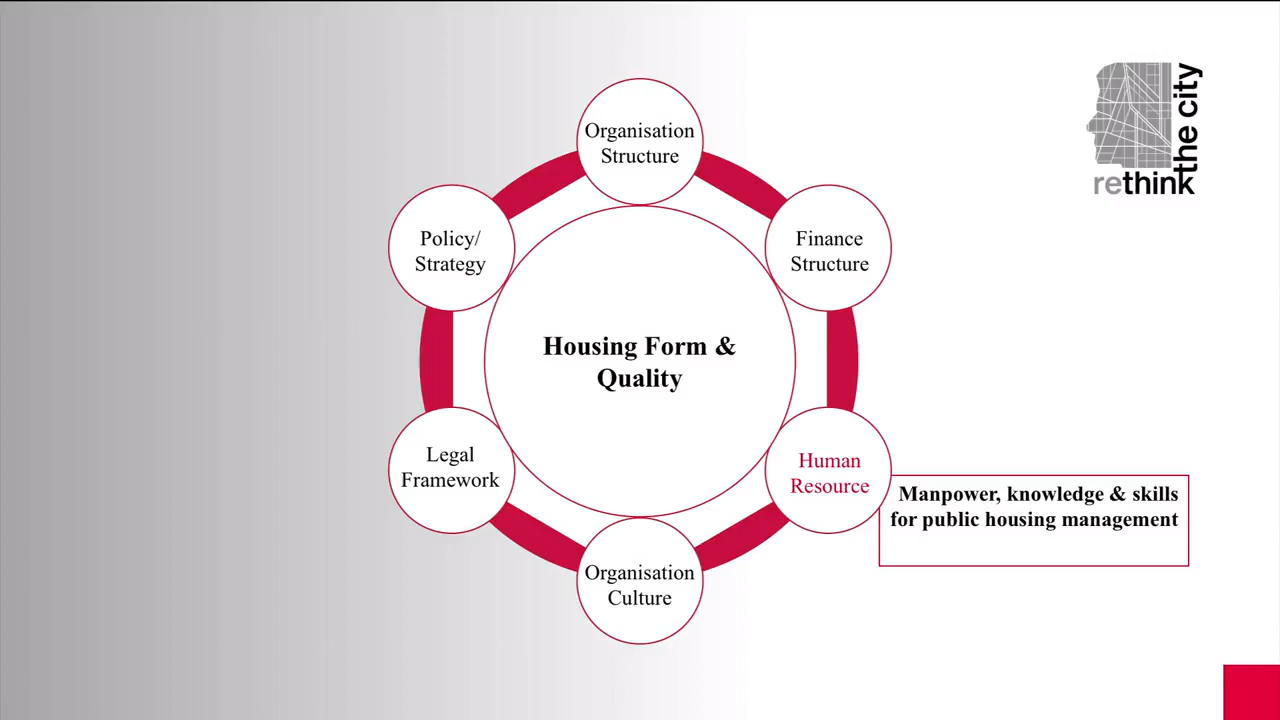 Organisation
Structure
Policy/
Strategy
Finance
Structure
Housing Form &
Quality
Legal
Framework
Human
Resource
Manpower, knowledge & skills
for public housing management
Organisation
Culture
rethink
the city